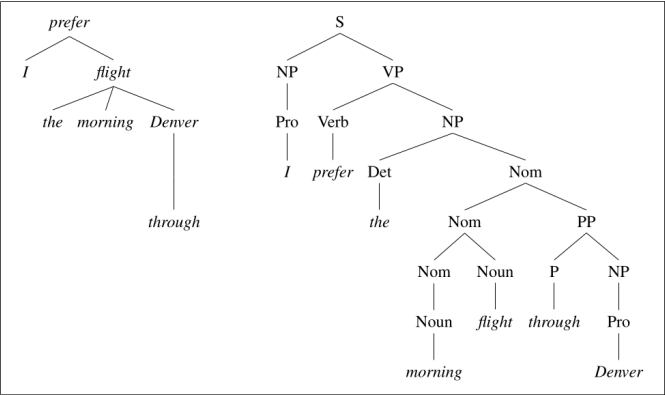 prefer S
I flight NP VP
the morning Denver Pro Verb NP
I prefer Det Nom
through the Nom PP
Nom Noun P NP
Noun flight through Pro
morning Denver